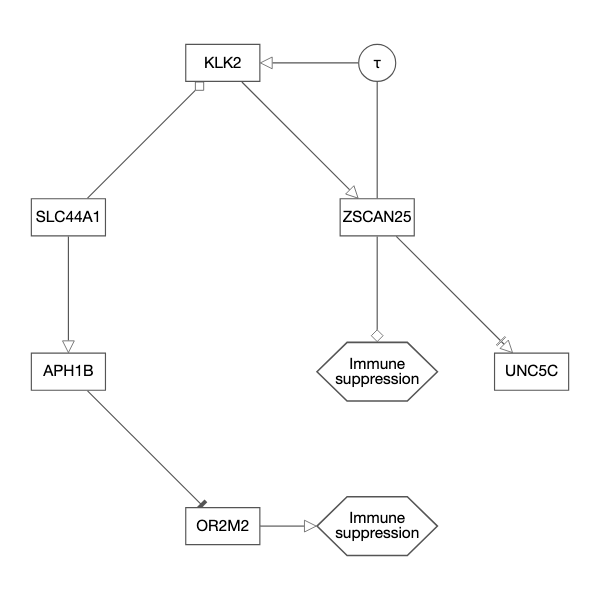 KLK2
τ
SLC44A1
ZSCAN25
APH1B
Immune
suppression
UNC5C
OR2M2
Immune
suppression